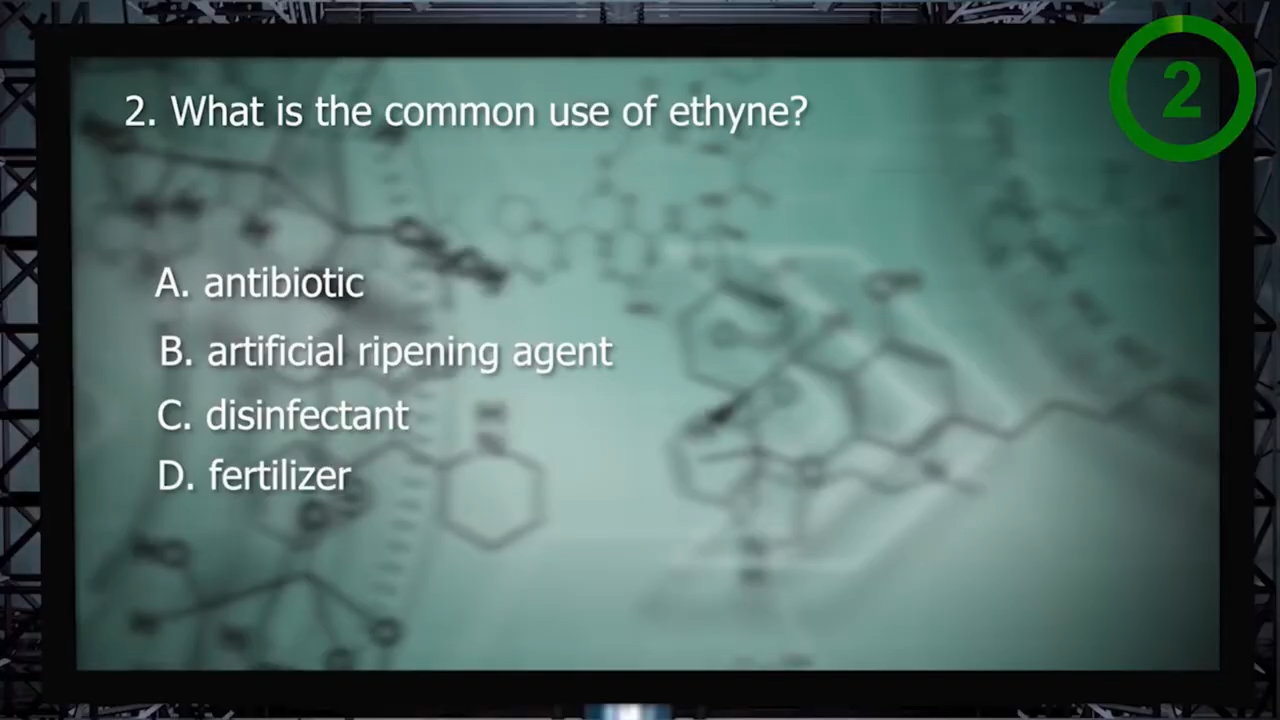 2. What is the common use of ethyne?
2
A. antibiotic
B. artificial ripening agent
C. disinfectant
D. fertilizer